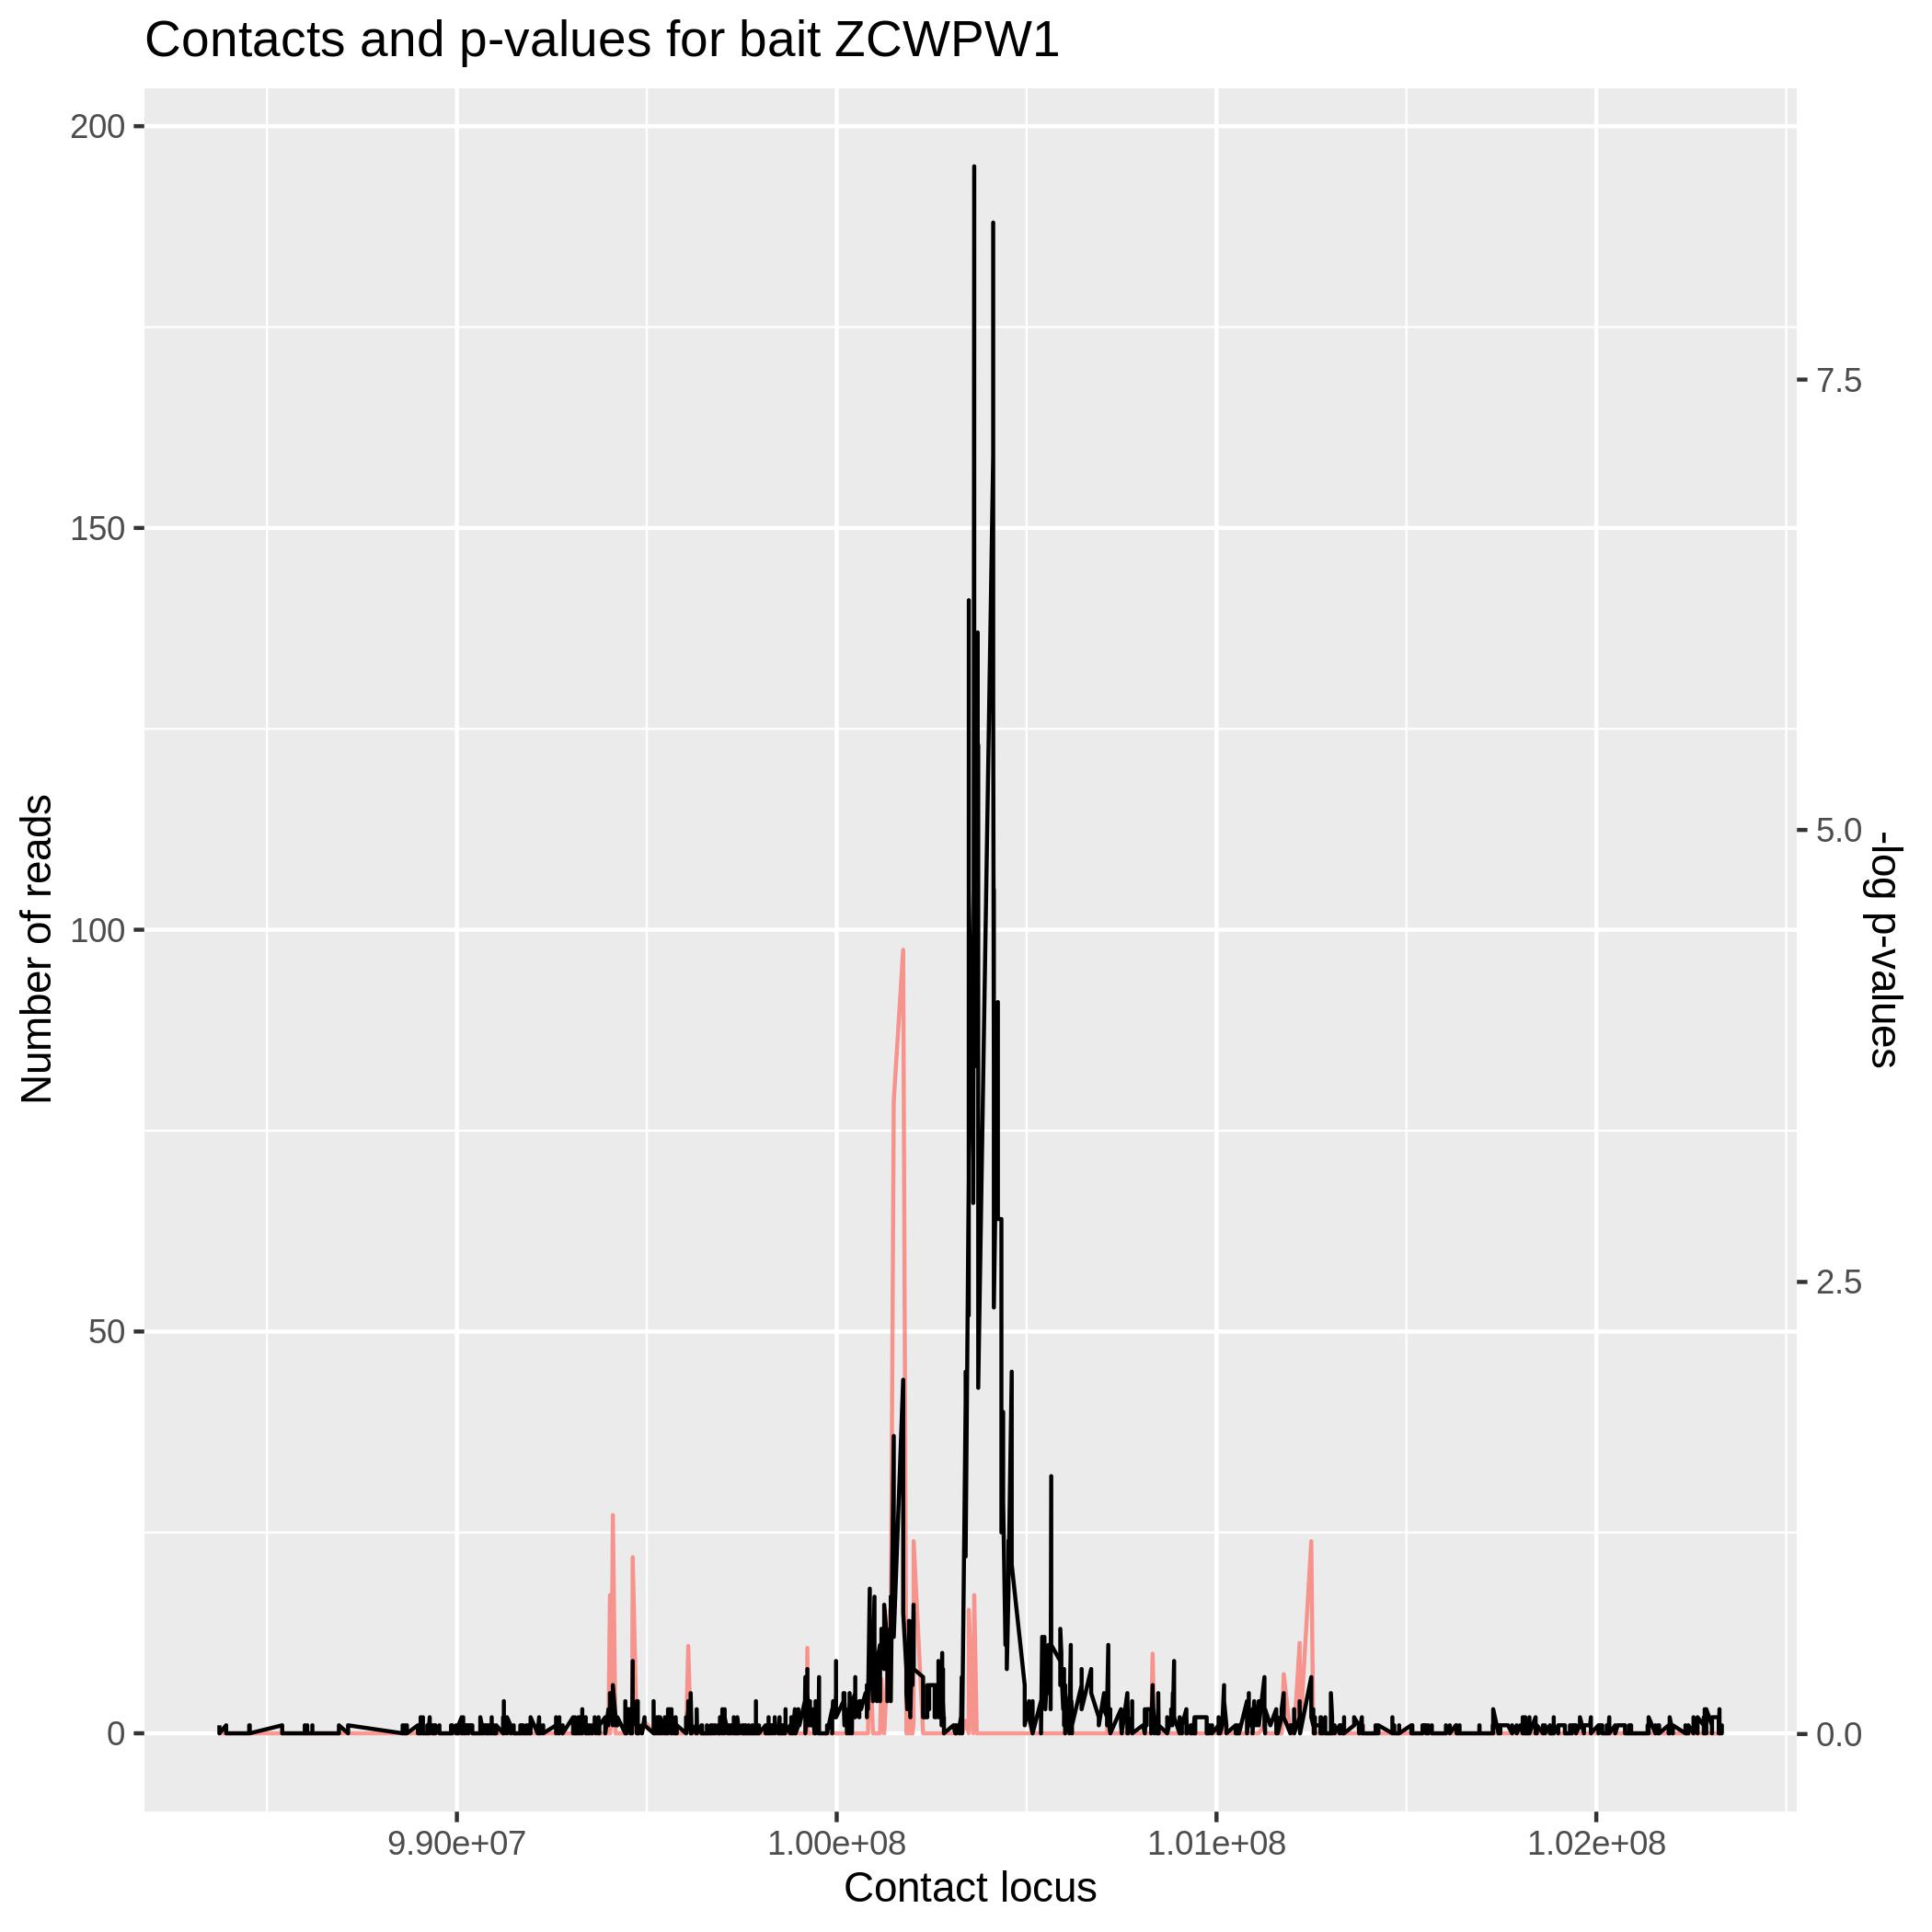 Contacts and p-values for bait ZCWPW1
200
150
100
50
0
Number of reads
7.5
5.0
2.5
0.0
-log p-values
9.90e+07
1.00e+08
1.01e+08
1.02e+08
Contact locus